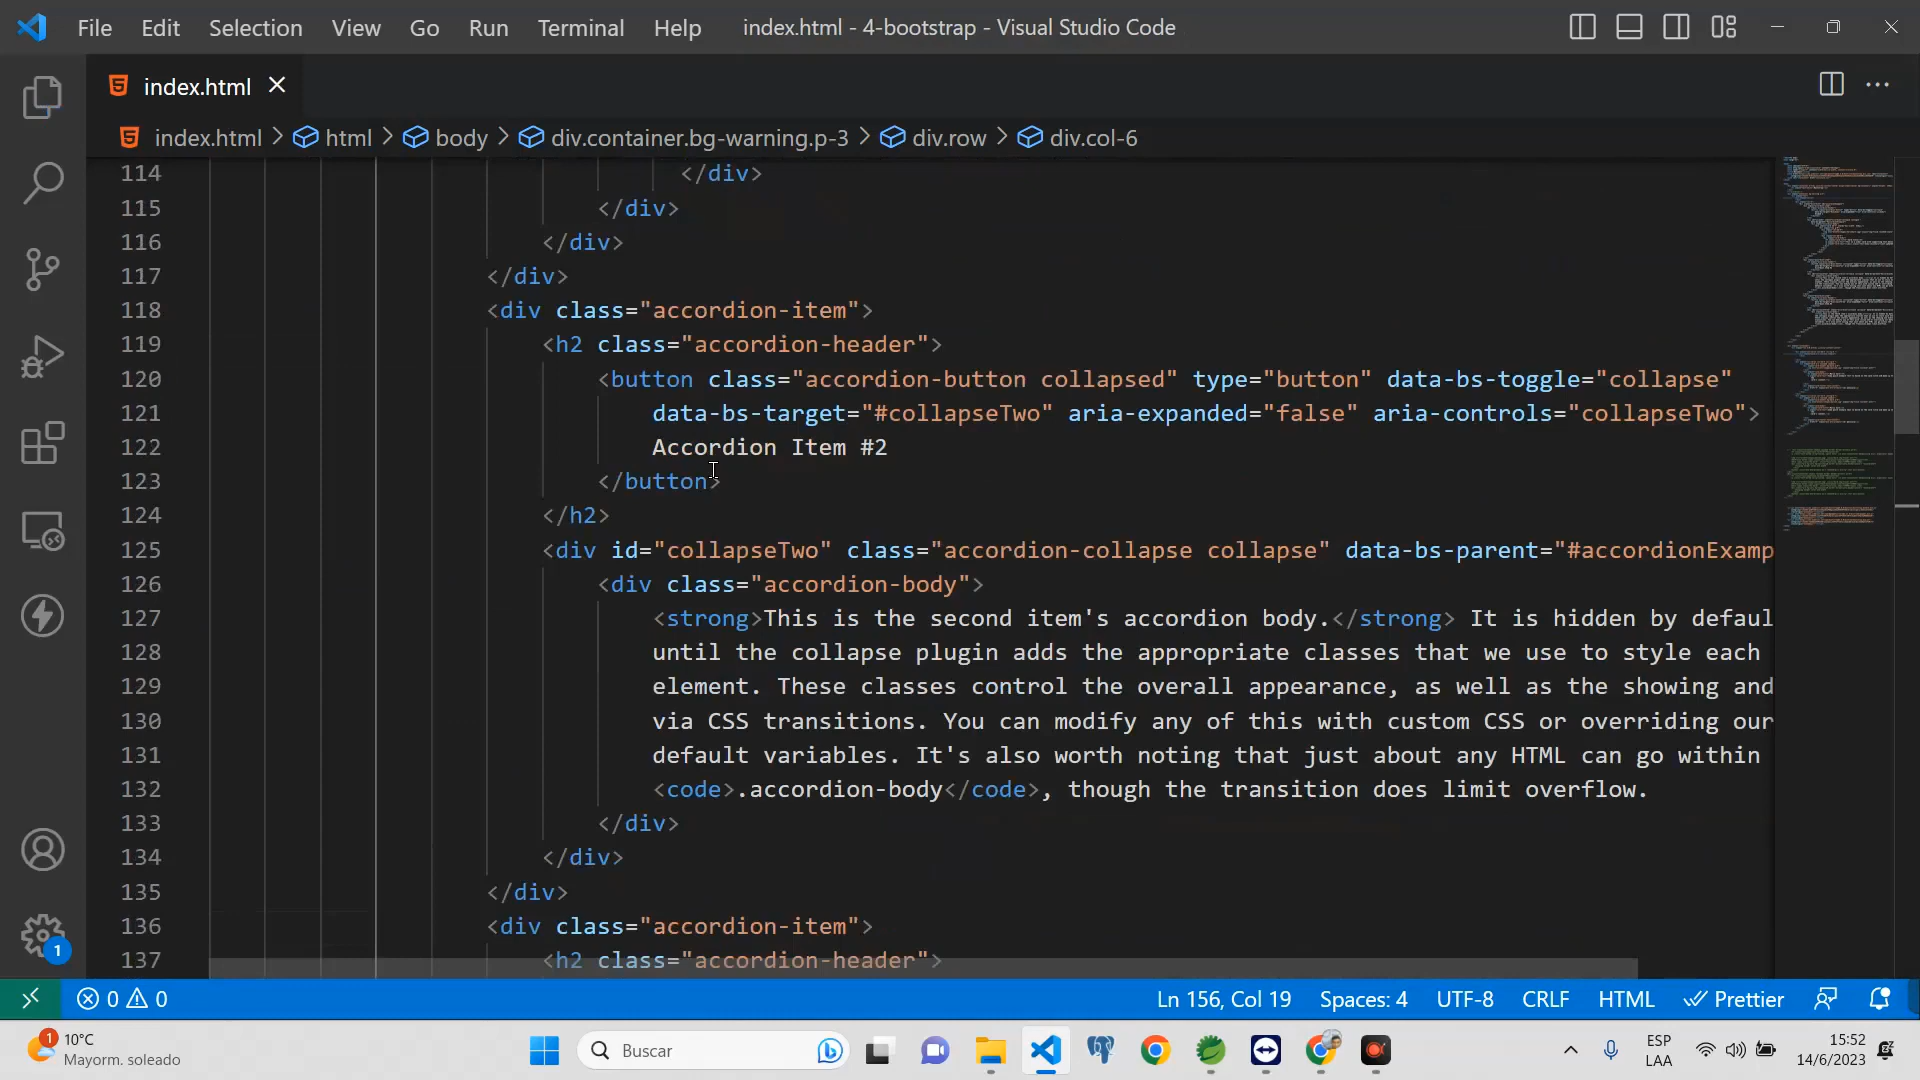 File Edit Selection View Go Run Terminal Help index.html - 4-bootstrap - Visual Studio Code
index.html
index.html > html > body > div.container.bg-warning.p-3 > div.row > div.col-6
114 </div>
115 </div>
116 </div>
117 </div>
118 <div class="accordion-item">
119 <h2 class="accordion-header">
120 <button class="accordion-button collapsed" type="button" data-bs-toggle="collapse"
121 data-bs-target="#collapseTwo" aria-expanded="false" aria-controls="collapseTwo">
122 Accordion Item #2
123 </button>
124 </h2>
125 <div id="collapseTwo" class="accordion-collapse collapse" data-bs-parent="#accordionExamp
126 <div class="accordion-body">
127 <strong>This is the second item's accordion body.</strong> It is hidden by defaul
128 until the collapse plugin adds the appropriate classes that we use to style each
129 element. These classes control the overall appearance, as well as the showing and
130 via CSS transitions. You can modify any of this with custom CSS or overriding our
131 default variables. It's also worth noting that just about any HTML can go within
132 <code>.accordion-body</code>, though the transition does limit overflow.
133 </div>
134 </div>
135 </div>
136 <div class="accordion-item">
137 <h2 class="accordion-header">
1
0 0 Ln 156, Col 19 Spaces: 4 UTF-8 CRLF HTML Prettier
1 10°C
Mayorm. soleado
Buscar
ESP
LAA
15:52
14/6/2023